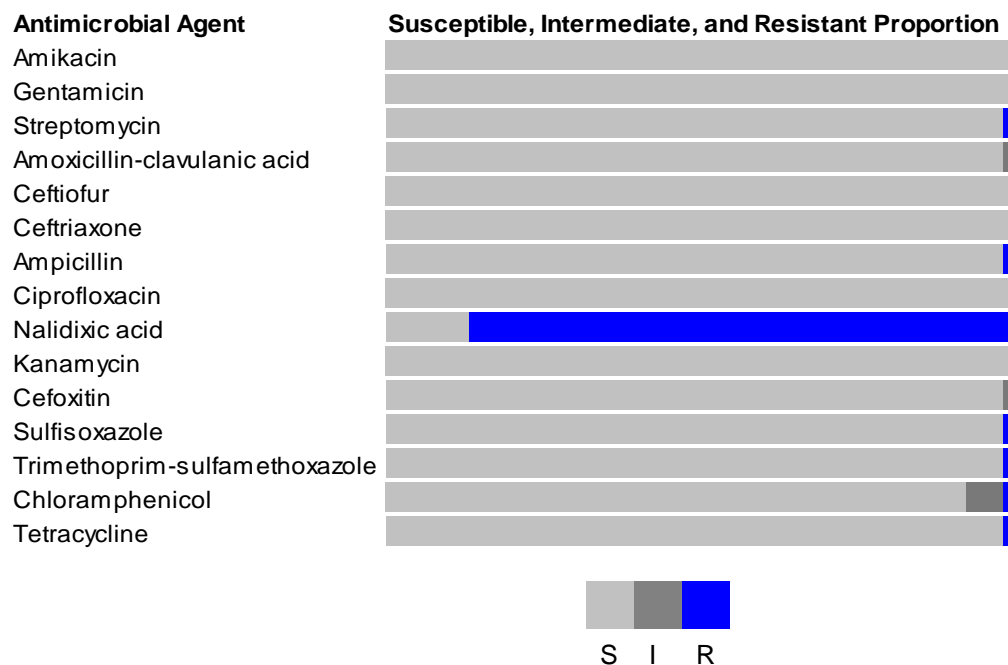 Antimicrobial Agent Susceptible, Intermediate, and Resistant Proportion
Amikacin
Gentamicin
Streptomycin
Amoxicillin-clavulanic acid
Ceftiofur
Ceftriaxone
Ampicillin
Ciprofloxacin
Nalidixic acid
Kanamycin
Cefoxitin
Sulfisoxazole
Trimethoprim-sulfamethoxazole
Chloramphenicol
Tetracycline
S I R